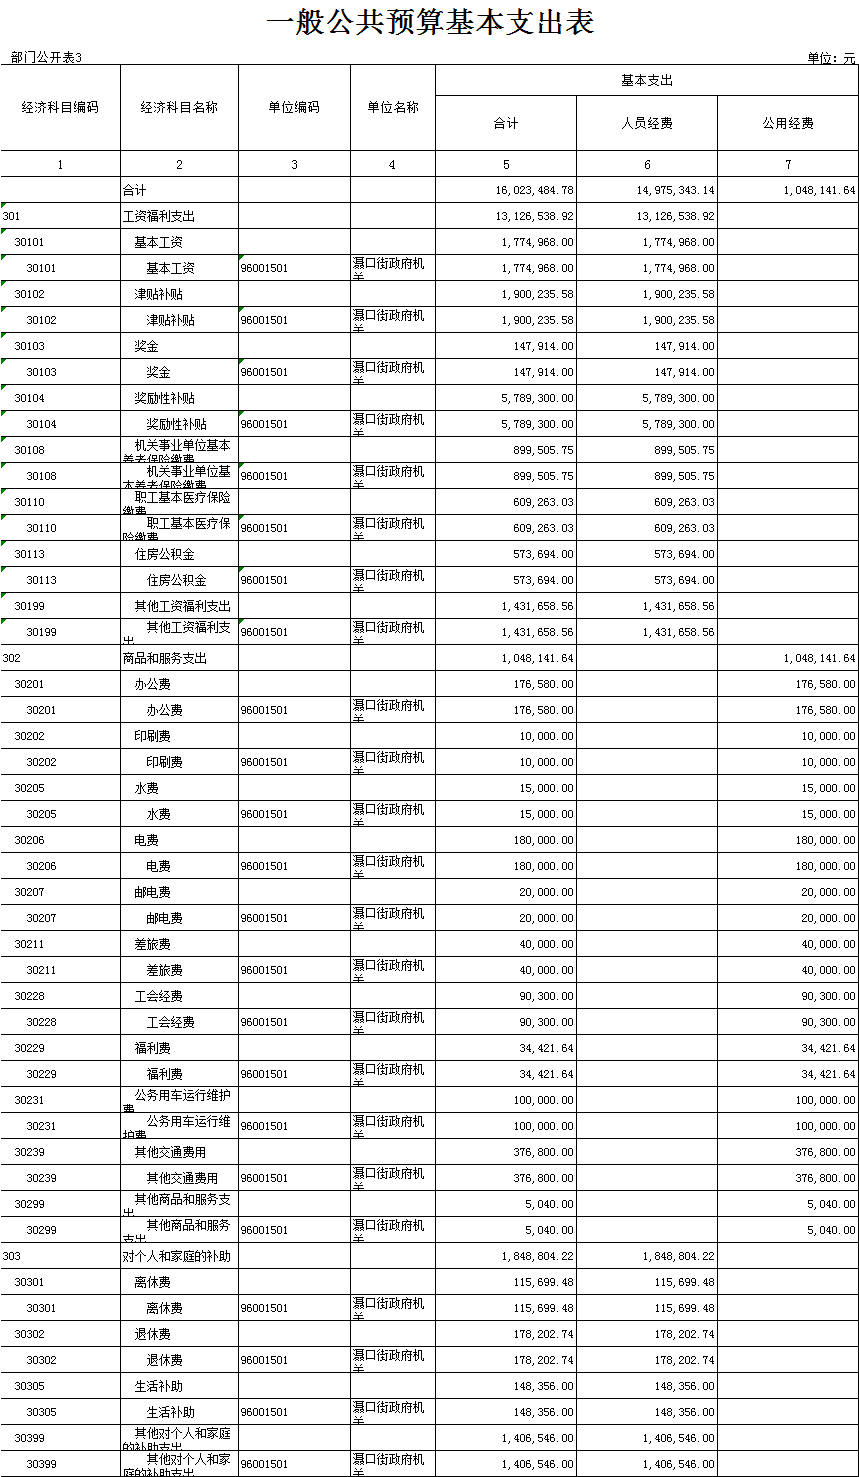 一般公共预算基本支出表
部门公开表3 单位：元
经济科目编码 经济科目名称 单位编码 单位名称 基本支出
合计 人员经费 公用经费
1 2 3 4 5 6 7
合计 16,023,484.78 14,975,343.14 1,048,141.64
301 工资福利支出 13,126,538.92 13,126,538.92
30101 基本工资 1,774,968.00 1,774,968.00
30101 基本工资 96001501 滠口街政府机关 1,774,968.00 1,774,968.00
30102 津贴补贴 1,900,235.58 1,900,235.58
30102 津贴补贴 96001501 滠口街政府机关 1,900,235.58 1,900,235.58
30103 奖金 147,914.00 147,914.00
30103 奖金 96001501 滠口街政府机关 147,914.00 147,914.00
30104 奖励性补贴 5,789,300.00 5,789,300.00
30104 奖励性补贴 96001501 滠口街政府机关 5,789,300.00 5,789,300.00
30108 机关事业单位基本养老保险缴费 899,505.75 899,505.75
30108 机关事业单位基本养老保险缴费 96001501 滠口街政府机关 899,505.75 899,505.75
30110 职工基本医疗保险缴费 609,263.03 609,263.03
30110 职工基本医疗保险缴费 96001501 滠口街政府机关 609,263.03 609,263.03
30113 住房公积金 573,694.00 573,694.00
30113 住房公积金 96001501 滠口街政府机关 573,694.00 573,694.00
30199 其他工资福利支出 1,431,658.56 1,431,658.56
30199 其他工资福利支出 96001501 滠口街政府机关 1,431,658.56 1,431,658.56
302 商品和服务支出 1,048,141.64 1,048,141.64
30201 办公费 176,580.00 176,580.00
30201 办公费 96001501 滠口街政府机关 176,580.00 176,580.00
30202 印刷费 10,000.00 10,000.00
30202 印刷费 96001501 滠口街政府机关 10,000.00 10,000.00
30205 水费 15,000.00 15,000.00
30205 水费 96001501 滠口街政府机关 15,000.00 15,000.00
30206 电费 180,000.00 180,000.00
30206 电费 96001501 滠口街政府机关 180,000.00 180,000.00
30207 邮电费 20,000.00 20,000.00
30207 邮电费 96001501 滠口街政府机关 20,000.00 20,000.00
30211 差旅费 40,000.00 40,000.00
30211 差旅费 96001501 滠口街政府机关 40,000.00 40,000.00
30228 工会经费 90,300.00 90,300.00
30228 工会经费 96001501 滠口街政府机关 90,300.00 90,300.00
30229 福利费 34,421.64 34,421.64
30229 福利费 96001501 滠口街政府机关 34,421.64 34,421.64
30231 公务用车运行维护费 100,000.00 100,000.00
30231 公务用车运行维护费 96001501 滠口街政府机关 100,000.00 100,000.00
30239 其他交通费用 376,800.00 376,800.00
30239 其他交通费用 96001501 滠口街政府机关 376,800.00 376,800.00
30299 其他商品和服务支出 5,040.00 5,040.00
30299 其他商品和服务支出 96001501 滠口街政府机关 5,040.00 5,040.00
303 对个人和家庭的补助 1,848,804.22 1,848,804.22
30301 离休费 115,699.48 115,699.48
30301 离休费 96001501 滠口街政府机关 115,699.48 115,699.48
30302 退休费 178,202.74 178,202.74
30302 退休费 96001501 滠口街政府机关 178,202.74 178,202.74
30305 生活补助 148,356.00 148,356.00
30305 生活补助 96001501 滠口街政府机关 148,356.00 148,356.00
30399 其他对个人和家庭的补助支出 1,406,546.00 1,406,546.00
30399 其他对个人和家庭的补助支出 96001501 滠口街政府机关 1,406,546.00 1,406,546.00